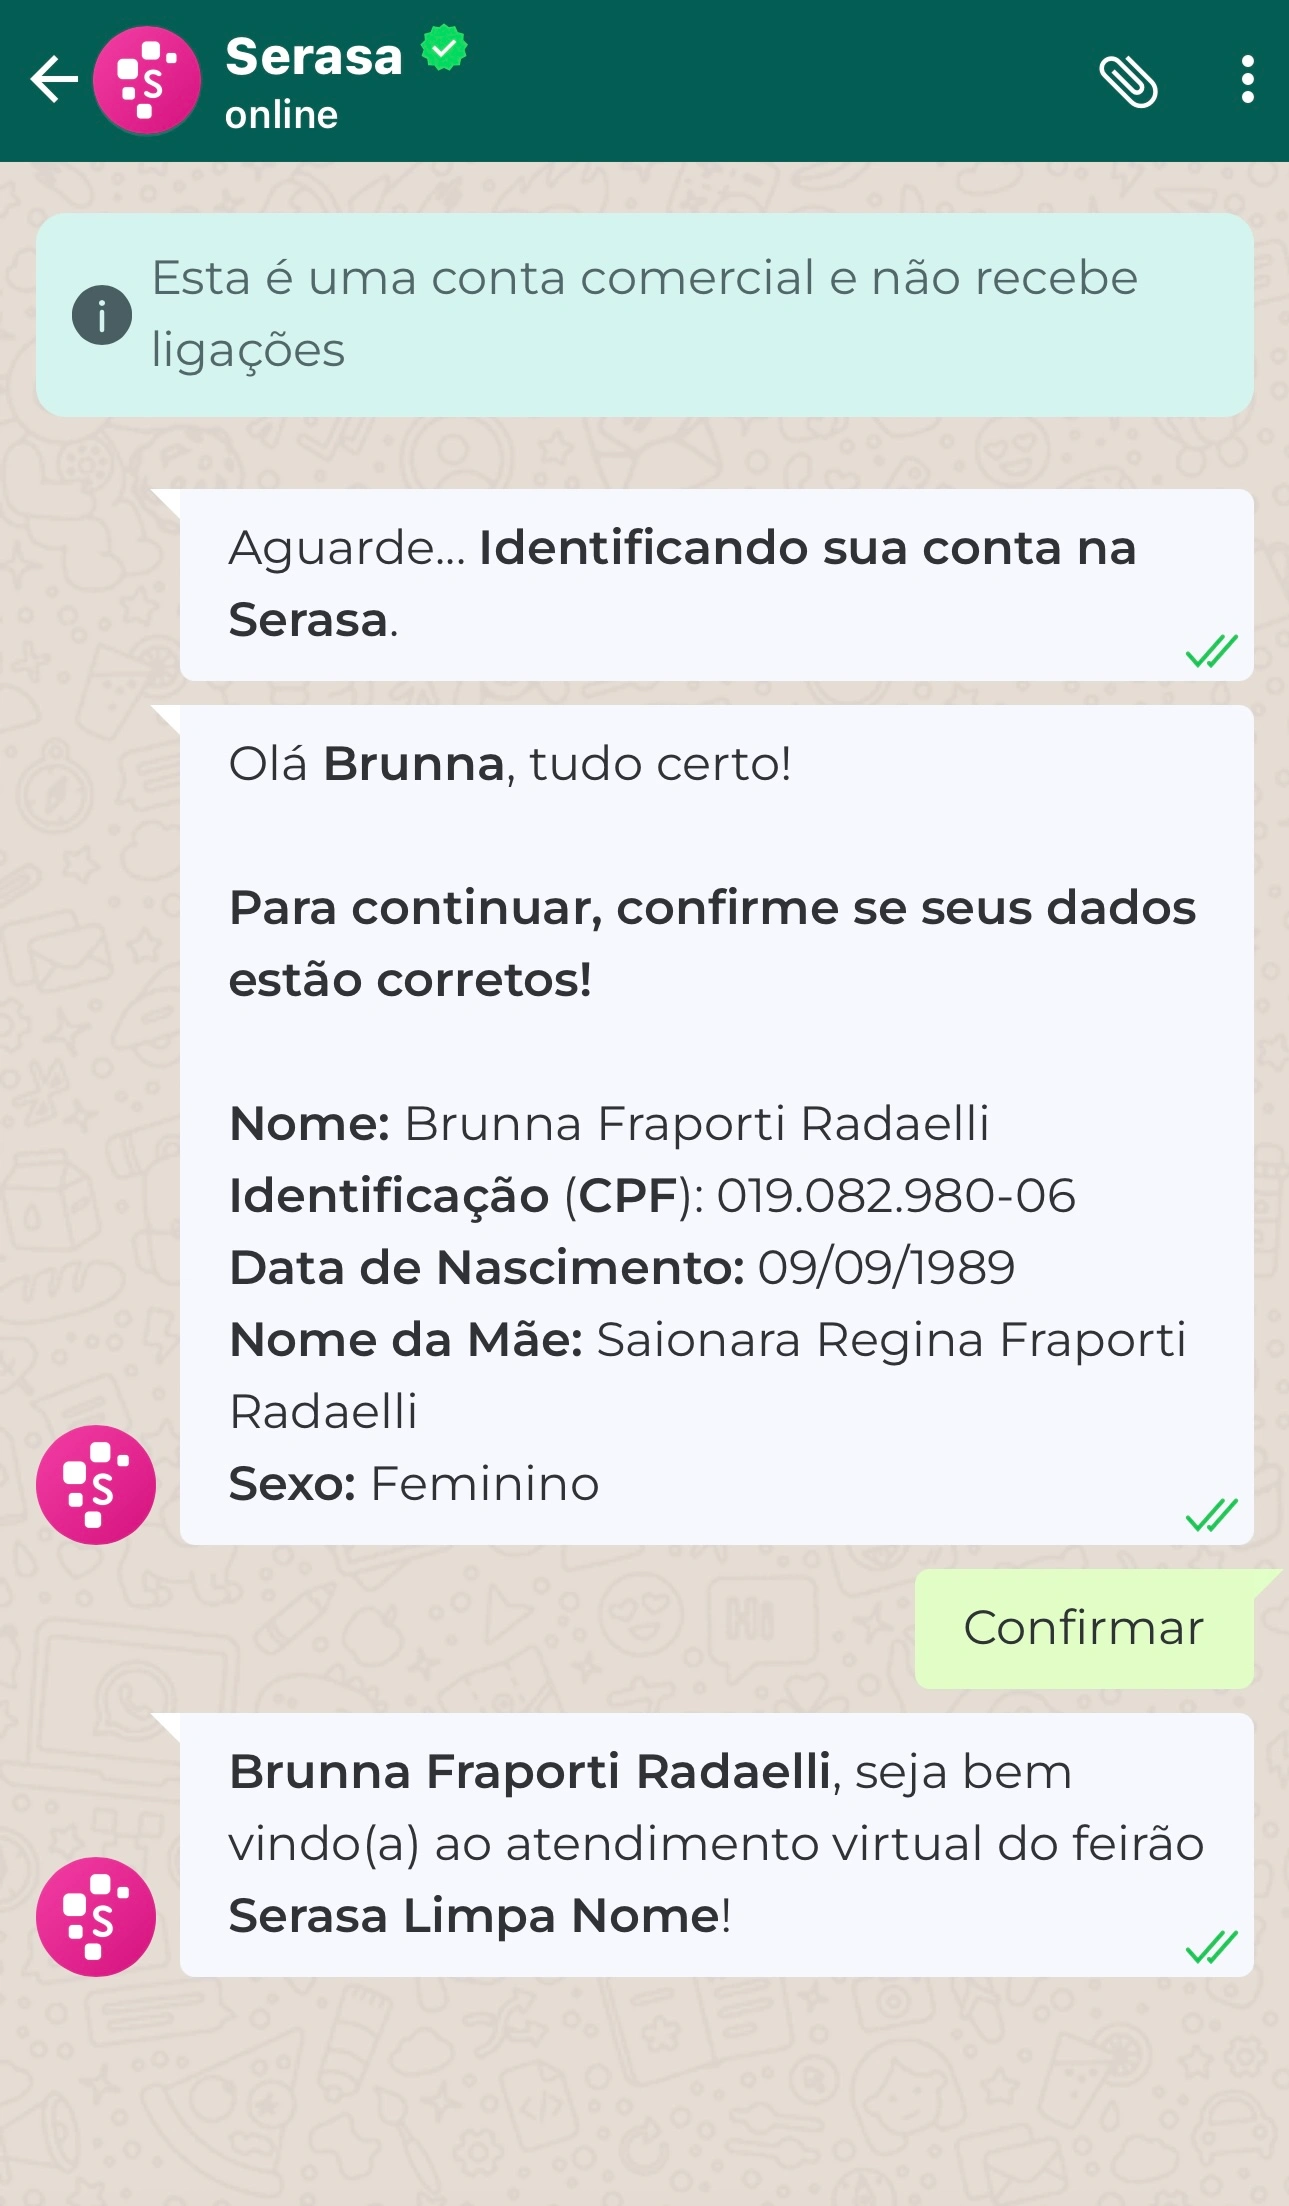 Serasa
online
Esta é uma conta comercial e não recebe
ligações
Aguarde... Identificando sua conta na
Serasa.
Olá Brunna, tudo certo!
Para continuar, confirme se seus dados
estão corretos!
Nome: Brunna Fraporti Radaelli
Identificação (CPF): 019.082.980-06
Data de Nascimento: 09/09/1989
Nome da Mãe: Saionara Regina Fraporti
Radaelli
Sexo: Feminino
Confirmar
Brunna Fraporti Radaelli, seja bem
vindo(a) ao atendimento virtual do feirão
Serasa Limpa Nome!